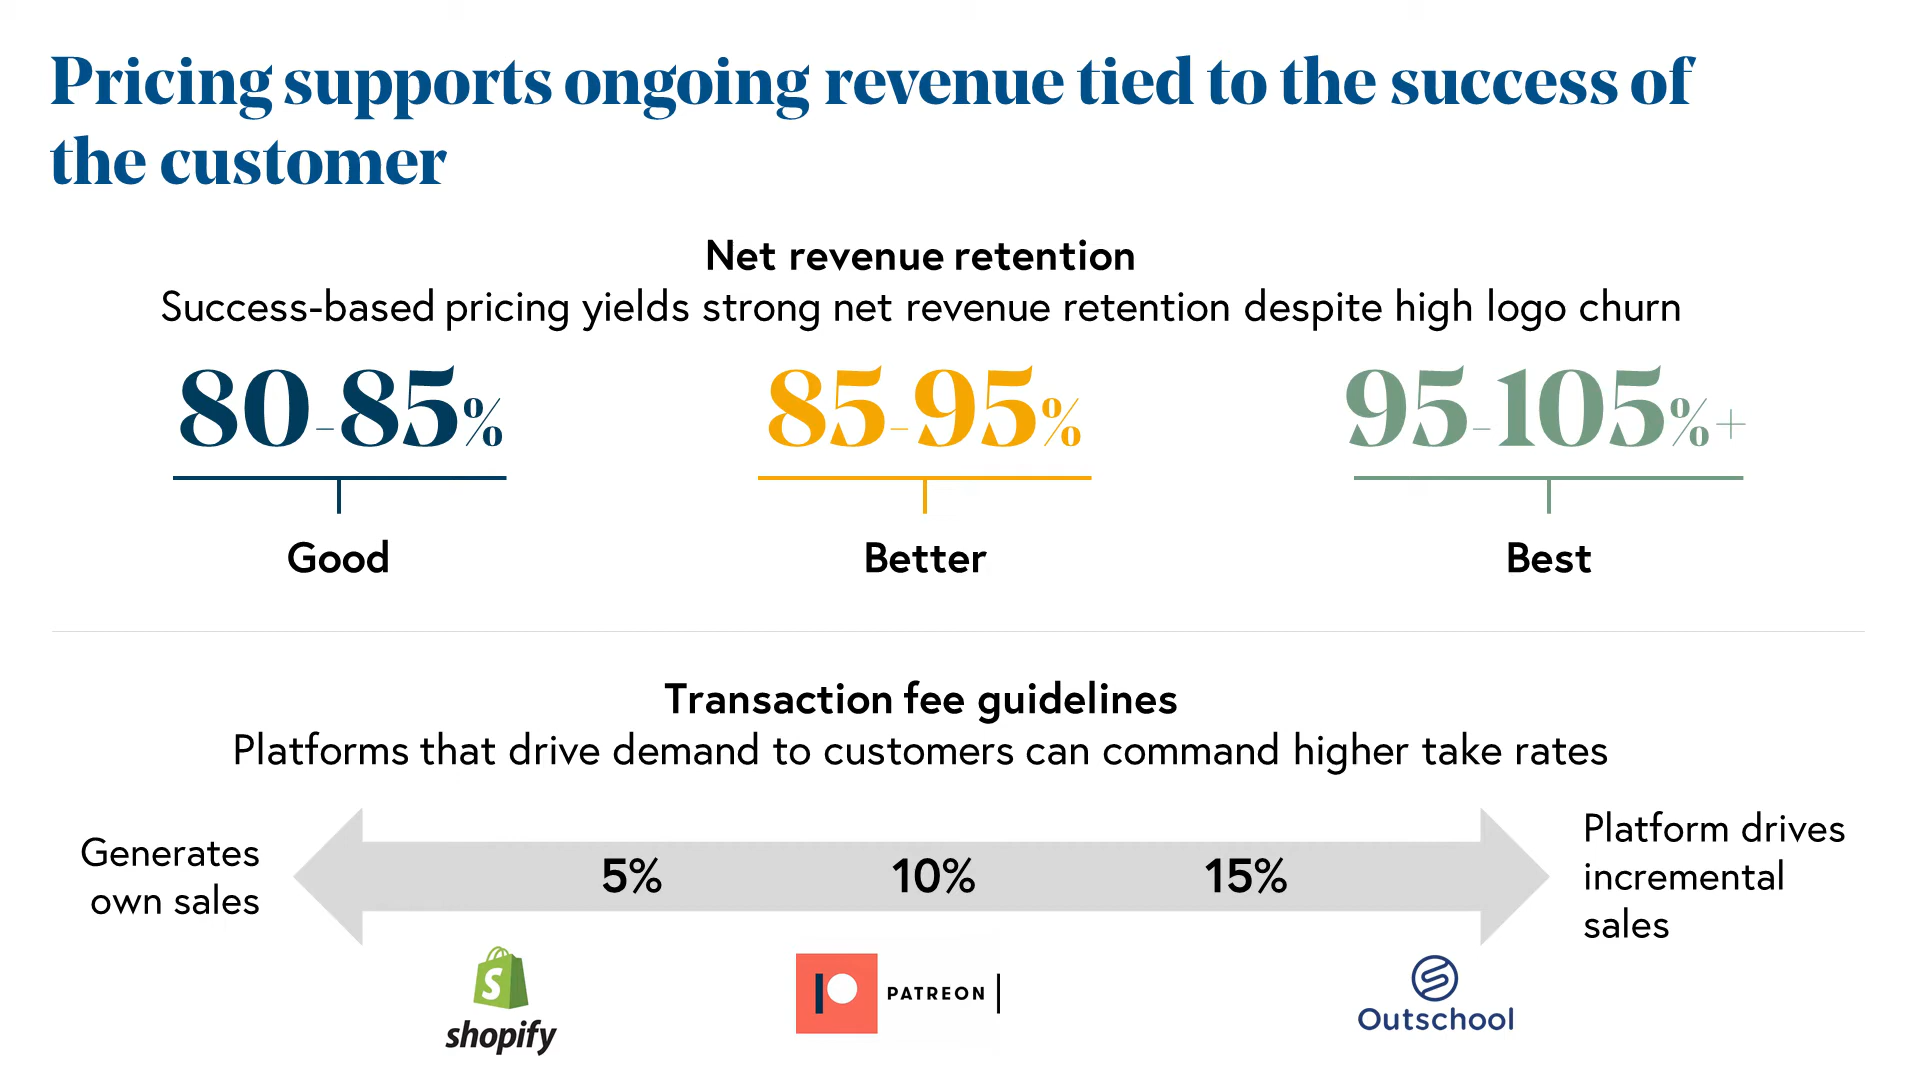 Pricing supports ongoing revenue tied to the success of
the customer
Net revenue retention
Success-based pricing yields strong net revenue retention despite high logo churn
80-85%
85-95%
95-105%+
Good
Better
Best
Transaction fee guidelines
Platforms that drive demand to customers can command higher take rates
Generates
own sales
5%
10%
15%
Platform drives
incremental
sales
shopify
PATREON
Outschool